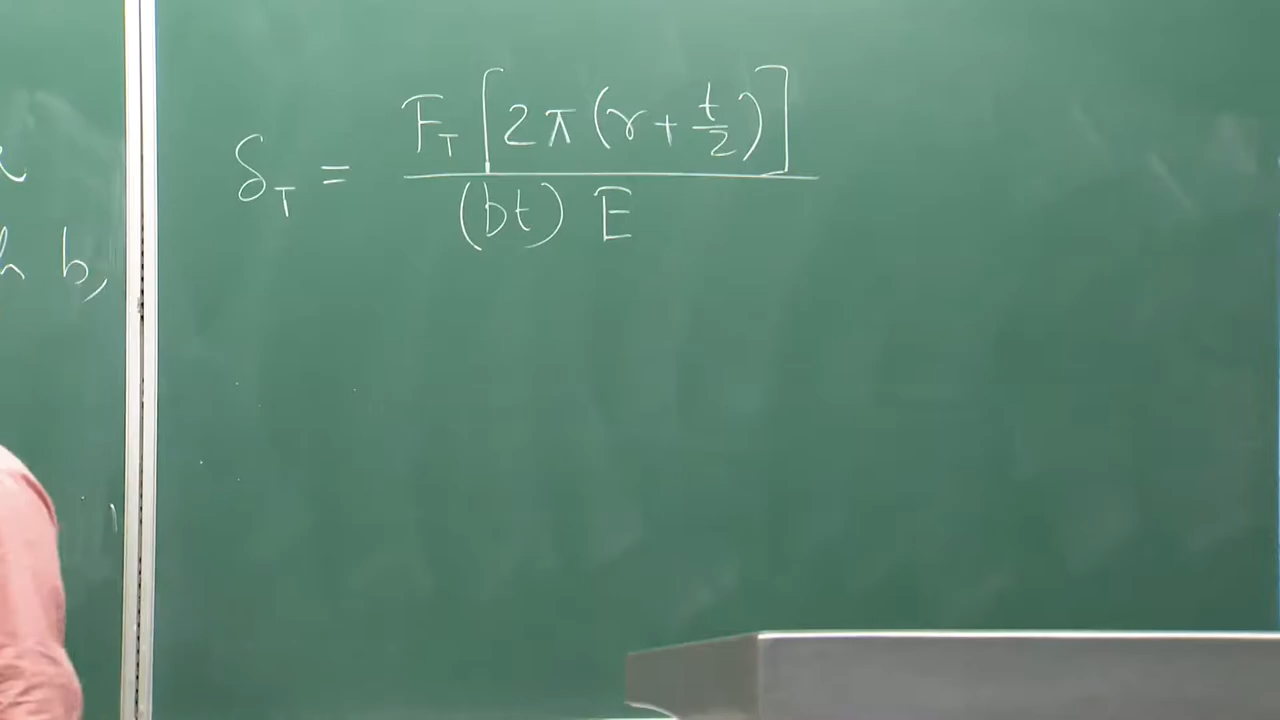 b,
δ_T = F_T [2π (r + t/2)] / (bt) E